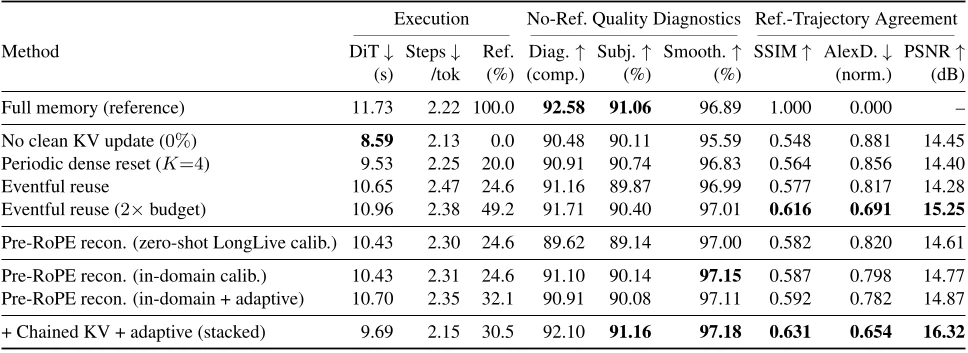 Execution No-Ref. Quality Diagnostics Ref.-Trajectory Agreement
Method DiT ↓ Steps ↓ Ref. Diag. ↑ Subj. ↑ Smooth. ↑ SSIM ↑ AlexD. ↓ PSNR ↑
(s) /tok (%) (comp.) (%) (%) (norm.) (dB)
Full memory (reference) 11.73 2.22 100.0 92.58 91.06 96.89 1.000 0.000 –
No clean KV update (0%) 8.59 2.13 0.0 90.48 90.11 95.59 0.548 0.881 14.45
Periodic dense reset (K=4) 9.53 2.25 20.0 90.91 90.74 96.83 0.564 0.856 14.40
Eventful reuse 10.65 2.47 24.6 91.16 89.87 96.99 0.577 0.817 14.28
Eventful reuse (2× budget) 10.96 2.38 49.2 91.71 90.40 97.01 0.616 0.691 15.25
Pre-RoPE recon. (zero-shot LongLive calib.) 10.43 2.30 24.6 89.62 89.14 97.00 0.582 0.820 14.61
Pre-RoPE recon. (in-domain calib.) 10.43 2.31 24.6 91.10 90.14 97.15 0.587 0.798 14.77
Pre-RoPE recon. (in-domain + adaptive) 10.70 2.35 32.1 90.91 90.08 97.11 0.592 0.782 14.87
+ Chained KV + adaptive (stacked) 9.69 2.15 30.5 92.10 91.16 97.18 0.631 0.654 16.32